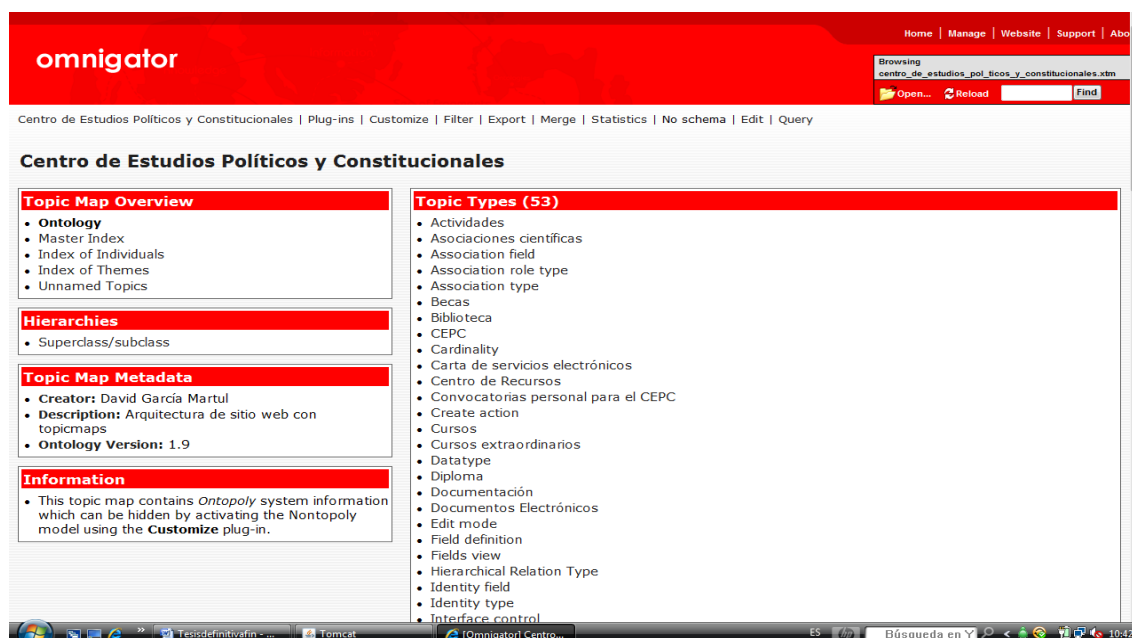 Home | Manage | Website | Support | Abo
omnigator
Browsing
centro_de_estudios_pol_ticos_y_constitucionales.xtm
Open... Reload Find
Centro de Estudios Políticos y Constitucionales | Plug-ins | Customize | Filter | Export | Merge | Statistics | No schema | Edit | Query
Centro de Estudios Políticos y Constitucionales
Topic Map Overview
• Ontology
• Master Index
• Index of Individuals
• Index of Themes
• Unnamed Topics
Hierarchies
• Superclass/subclass
Topic Map Metadata
• Creator: David García Martul
• Description: Arquitectura de sitio web con
topicmaps
• Ontology Version: 1.9
Information
• This topic map contains Ontopoly system information
which can be hidden by activating the Nontopoly
model using the Customize plug-in.
Topic Types (53)
• Actividades
• Asociaciones científicas
• Association field
• Association role type
• Association type
• Becas
• Biblioteca
• CEPC
• Cardinality
• Carta de servicios electrónicos
• Centro de Recursos
• Convocatorias personal para el CEPC
• Create action
• Cursos
• Cursos extraordinarios
• Datatype
• Diploma
• Documentación
• Documentos Electrónicos
• Edit mode
• Field definition
• Fields view
• Hierarchical Relation Type
• Identity field
• Identity type
• Interface control
» Tesisdefinitivafin - ... Tomcat [Omnigator] Centro... ES hp Búsqueda en Y < 10:42